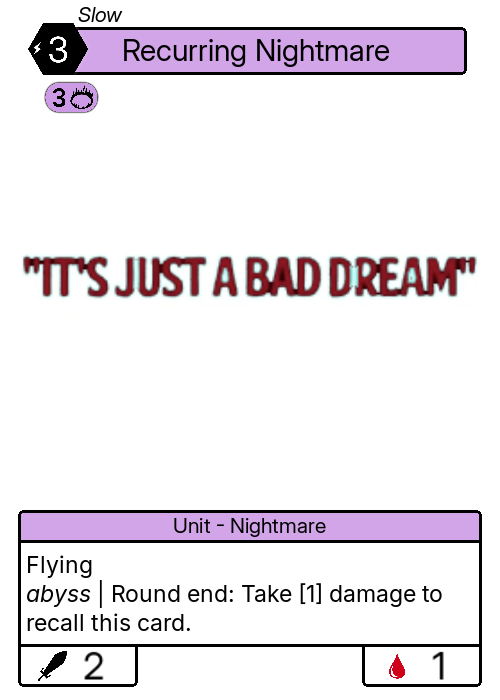 Slow
3 Recurring Nightmare
3
"IT'S JUST A BAD DREAM"
Unit - Nightmare
Flying
abyss | Round end: Take [1] damage to
recall this card.
2 1